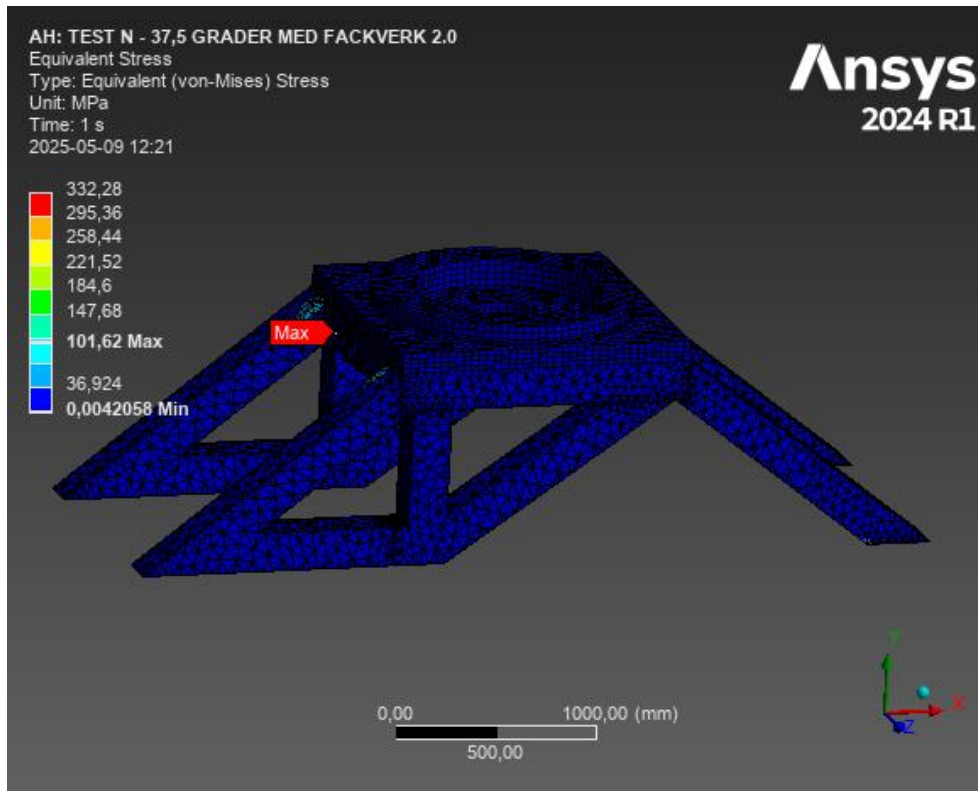 AH: TEST N - 37,5 GRADER MED FACKVERK 2.0
Equivalent Stress
Type: Equivalent (von-Mises) Stress
Unit: MPa
Time: 1 s
2025-05-09 12:21
Ansys
2024 R1
332,28
295,36
258,44
221,52
184,6
147,68
101,62 Max
36,924
0,0042058 Min
Max
0,00
1000,00 (mm)
500,00
Y
X
Z